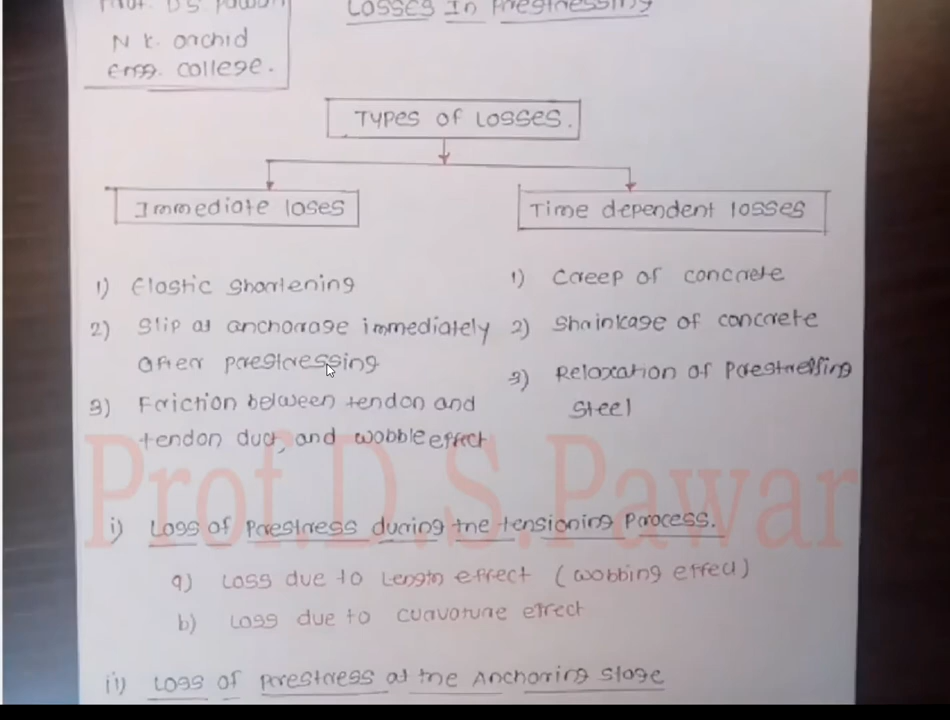 Prof. D S Pawar
Losses In Prestressing
N K. orchid
Engg. college.
Types of Losses.
Immediate loses
Time dependent losses
1) Elastic shortening
2) Slip at anchorage immediately
after prestressing
3) Friction between tendon and
tendon duct, and wobble effect
1) Creep of concrete
2) Shrinkage of concrete
3) Relaxation of Prestressing
Steel
Prof.D.S.Pawar
i) Loss of Prestress during the tensioning Process.
a) Loss due to Length effect (wobbing effect)
b) Loss due to curvature effect
ii) Loss of prestress at the Anchoring stage